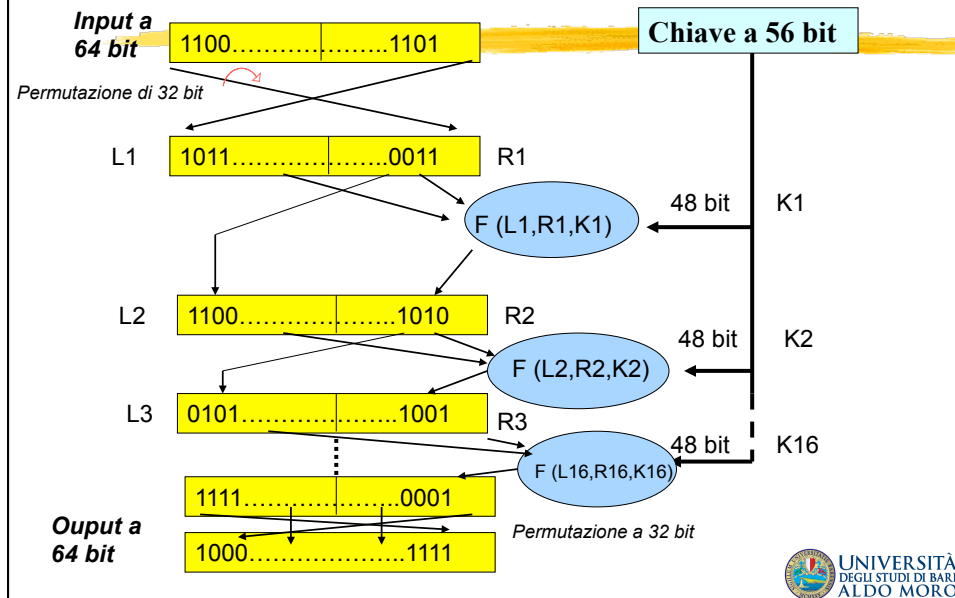 Input a
64 bit
1100………………..1101
Chiave a 56 bit
Permutazione di 32 bit
L1
1011………………..0011
R1
48 bit
K1
F (L1,R1,K1)
L2
1100………………..1010
R2
48 bit
K2
F (L2,R2,K2)
L3
0101………………..1001
R3
48 bit
K16
F (L16,R16,K16)
1111………………..0001
Ouput a
64 bit
Permutazione a 32 bit
1000………………..1111
UNIVERSITÀ
DEGLI STUDI DI BARI
ALDO MORO